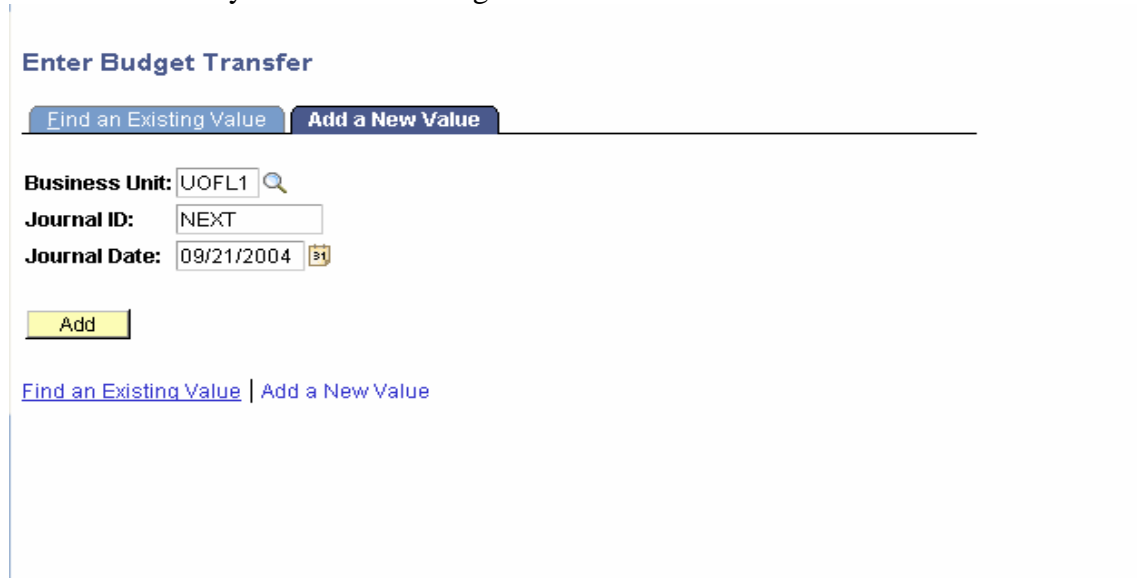 Enter Budget Transfer
Find an Existing Value Add a New Value
Business Unit: UOFL1
Journal ID: NEXT
Journal Date: 09/21/2004 31
Add
Find an Existing Value | Add a New Value